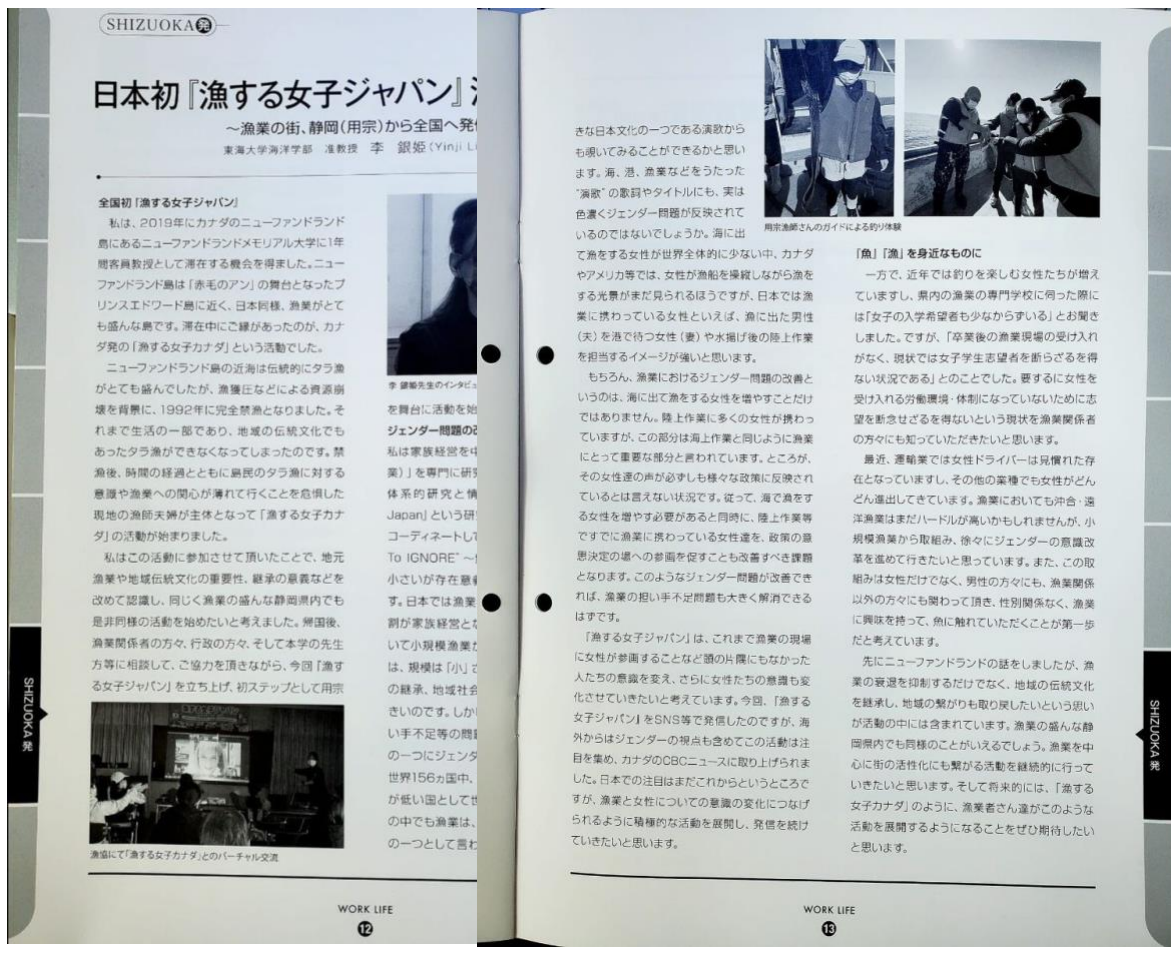 SHIZUOKA発
日本初『漁する女子ジャパン』
～漁業の街、静岡(用宗)から全国へ発
東海大学海洋学部 准教授 李 銀姫(Yinji Li
全国初『漁する女子ジャパン』
私は、2019年にカナダのニューファンドランド
島にあるニューファンドランドメモリアル大学に1年
間客員教授として滞在する機会を得ました。ニュー
ファンドランド島は「赤毛のアン」の舞台となったプ
リンスエドワード島に近く、日本同様、漁業がとて
も盛んな島です。滞在中にご縁があったのが、カナ
ダ発の「漁する女子カナダ」という活動でした。
ニューファンドランド島の近海は伝統的にタラ漁
がとても盛んでしたが、漁獲圧などによる資源崩
壊を背景に、1992年に完全禁漁となりました。そ
れまで生活の一部であり、地域の伝統文化でも
あったタラ漁ができなくなってしまったのです。禁
漁後、時間の経過とともに島民のタラ漁に対する
意識や漁業への関心が薄れて行くことを危惧した
現地の漁師夫婦が主体となって「漁する女子カナ
ダ」の活動が始まりました。
私はこの活動に参加させて頂いたことで、地元
漁業や地域伝統文化の重要性、継承の意義などを
改めて認識し、同じく漁業の盛んな静岡県内でも
是非同様の活動を始めたいと考えました。帰国後、
漁業関係者の方々、行政の方々、そして本学の先生
方等に相談して、ご協力を頂きながら、今回『漁す
る女子ジャパン』を立ち上げ、初ステップとして用宗
漁協にて「漁する女子カナダ」とのバーチャル交流
李 銀姫先生のインタビュ
を舞台に活動を始
ジェンダー問題の
私は家族経営を中
業)」を専門に研
体系的研究と情
Japan」という研
コーディネートして
To IGNORE" ～
小さいが存在意
す。日本では漁業
割が家族経営と
いて小規模漁業
は、規模は「小」
の継承、地域社会
きいのです。しか
い手不足等の問
の一つにジェンダ
世界156ヵ国中、
が低い国として世
の中でも漁業は、
の一つとして言わ
SHIZUOKA発
WORK LIFE
12
きな日本文化の一つである演歌から
も覗いてみることができるかと思い
ます。海、港、漁業などをうたった
“演歌”の歌詞やタイトルにも、実は
色濃くジェンダー問題が反映されて
いるのではないでしょうか。海に出
て漁をする女性が世界全体的に少ない中、カナダ
やアメリカ等では、女性が漁船を操縦しながら漁を
する光景がまだ見られるほうですが、日本では漁
業に携わっている女性といえば、漁に出た男性
(夫)を港で待つ女性(妻)や水揚げ後の陸上作業
を担当するイメージが強いと思います。
もちろん、漁業におけるジェンダー問題の改善と
いうのは、海に出て漁をする女性を増やすことだけ
ではありません。陸上作業に多くの女性が携わっ
ていますが、この部分は海上作業と同じように漁業
にとって重要な部分と言われています。ところが、
その女性達の声が必ずしも様々な政策に反映され
ているとは言えない状況です。従って、海で漁をす
る女性を増やす必要があると同時に、陸上作業等
ですでに漁業に携わっている女性達を、政策の意
思決定の場への参画を促すことも改善すべき課題
となります。このようなジェンダー問題が改善でき
れば、漁業の担い手不足問題も大きく解消できる
はずです。
『漁する女子ジャパン』は、これまで漁業の現場
に女性が参画することなど頭の片隅にもなかった
人たちの意識を変え、さらに女性たちの意識も変
化させていきたいと考えています。今回、『漁する
女子ジャパン』をSNS等で発信したのですが、海
外からはジェンダーの視点も含めてこの活動は注
目を集め、カナダのCBCニュースに取り上げられま
した。日本での注目はまだこれからというところで
すが、漁業と女性についての意識の変化につなげ
られるように積極的な活動を展開し、発信を続け
ていきたいと思います。
用宗漁師さんのガイドによる釣り体験
「魚」「漁」を身近なものに
一方で、近年では釣りを楽しむ女性たちが増え
ていますし、県内の漁業の専門学校に伺った際に
は「女子の入学希望者も少なからずいる」とお聞き
しました。ですが、「卒業後の漁業現場の受け入れ
がなく、現状では女子学生志望者を断らざるを得
ない状況である」とのことでした。要するに女性を
受け入れる労働環境・体制になっていないために志
望を断念せざるを得ないという現状を漁業関係者
の方々にも知っていただきたいと思います。
最近、運輸業では女性ドライバーは見慣れた存
在となっていますし、その他の業種でも女性がどん
どん進出してきています。漁業においても沖合・遠
洋漁業はまだハードルが高いかもしれませんが、小
規模漁業から取組み、徐々にジェンダーの意識改
革を進めて行きたいと思っています。また、この取
組みは女性だけでなく、男性の方々にも、漁業関係
以外の方々にも関わって頂き、性別関係なく、漁業
に興味を持って、魚に触れていただくことが第一歩
だと考えています。
先にニューファンドランドの話をしましたが、漁
業の衰退を抑制するだけでなく、地域の伝統文化
を継承し、地域の繋がりも取り戻したいという思い
が活動の中には含まれています。漁業の盛んな静
岡県内でも同様のことがいえるでしょう。漁業を中
心に街の活性化にも繋がる活動を継続的に行って
いきたいと思います。そして将来的には、「漁する
女子カナダ」のように、漁業者さん達がこのような
活動を展開するようになることをぜひ期待したい
と思います。
SHIZUOKA発
WORK LIFE
13